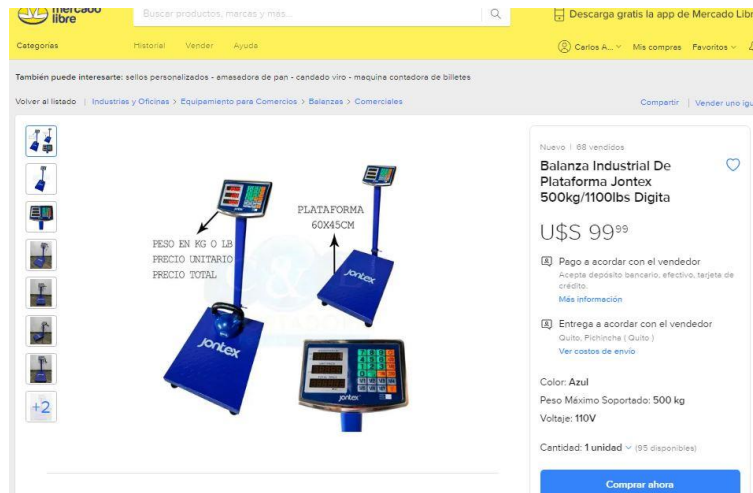 mercado
libre
Buscar productos, marcas y más...
Descarga gratis la app de Mercado Libr
Categorías
Historial
Vender
Ayuda
Carlos A...
Mis compras
Favoritos
También puede interesarte: sellos personalizados - amasadora de pan - candado viro - maquina contadora de billetes
Volver al listado | Industrias y Oficinas > Equipamiento para Comercios > Balanzas > Comerciales
Compartir | Vender uno igu
Nuevo | 68 vendidos
Balanza Industrial De
Plataforma Jontex
500kg/1100lbs Digita
U$S 99⁹⁹
Pago a acordar con el vendedor
Acepta depósito bancario, efectivo, tarjeta de
crédito.
Más información
Entrega a acordar con el vendedor
Quito, Pichincha ( Quito )
Ver costos de envío
Color: Azul
Peso Máximo Soportado: 500 kg
Voltaje: 110V
Cantidad: 1 unidad (95 disponibles)
Comprar ahora
PESO EN KG O LB
PRECIO UNITARIO
PRECIO TOTAL
PLATAFORMA
60X45CM
Jontex
Jontex
jontex
+2